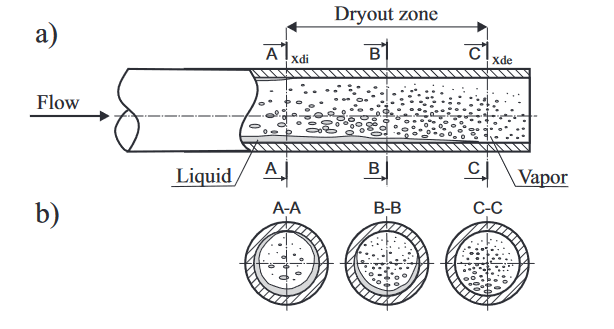 a)
Dryout zone
A
xdi
B
C
xde
Flow
Liquid
A
B
C
Vapor
b)
A-A
B-B
C-C